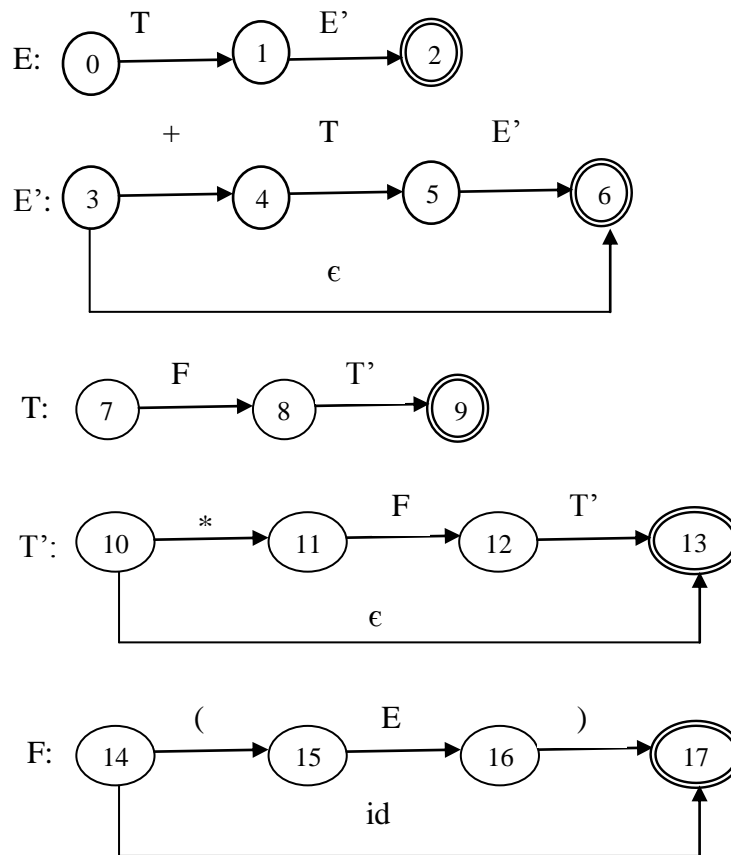 T E’
E: 0 1 2
+ T E’
E’: 3 4 5 6
ϵ
F T’
T: 7 8 9
* F T’
T’: 10 11 12 13
ϵ
( E )
F: 14 15 16 17
id